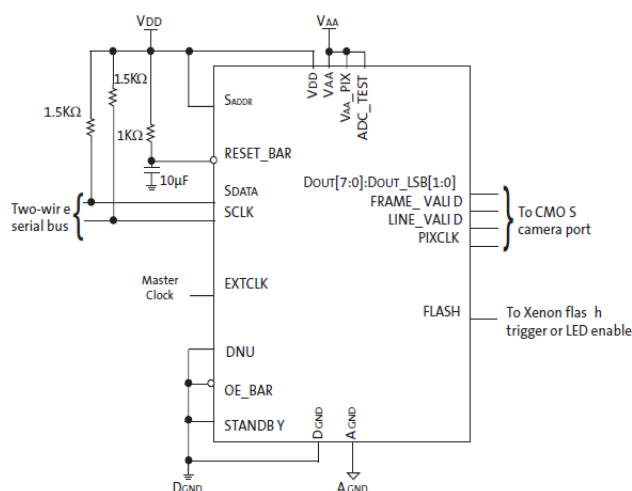 VDD
VAA
1.5KΩ
1.5KΩ
1KΩ
10μF
SADDR
RESET_BAR
SDATA
SCLK
Two-wir e
serial bus
VDD
VAA
VAA_PIX
ADC_TEST
DOUT[7:0]:DOUT_LSB[1:0]
FRAME_ VALI D
LINE_ VALI D
PIXCLK
To CMO S
camera port
Master
Clock
EXTCLK
FLASH
To Xenon flas h
trigger or LED enable
DNU
OE_BAR
STANDB Y
DGND
AGND
DGND
AGND